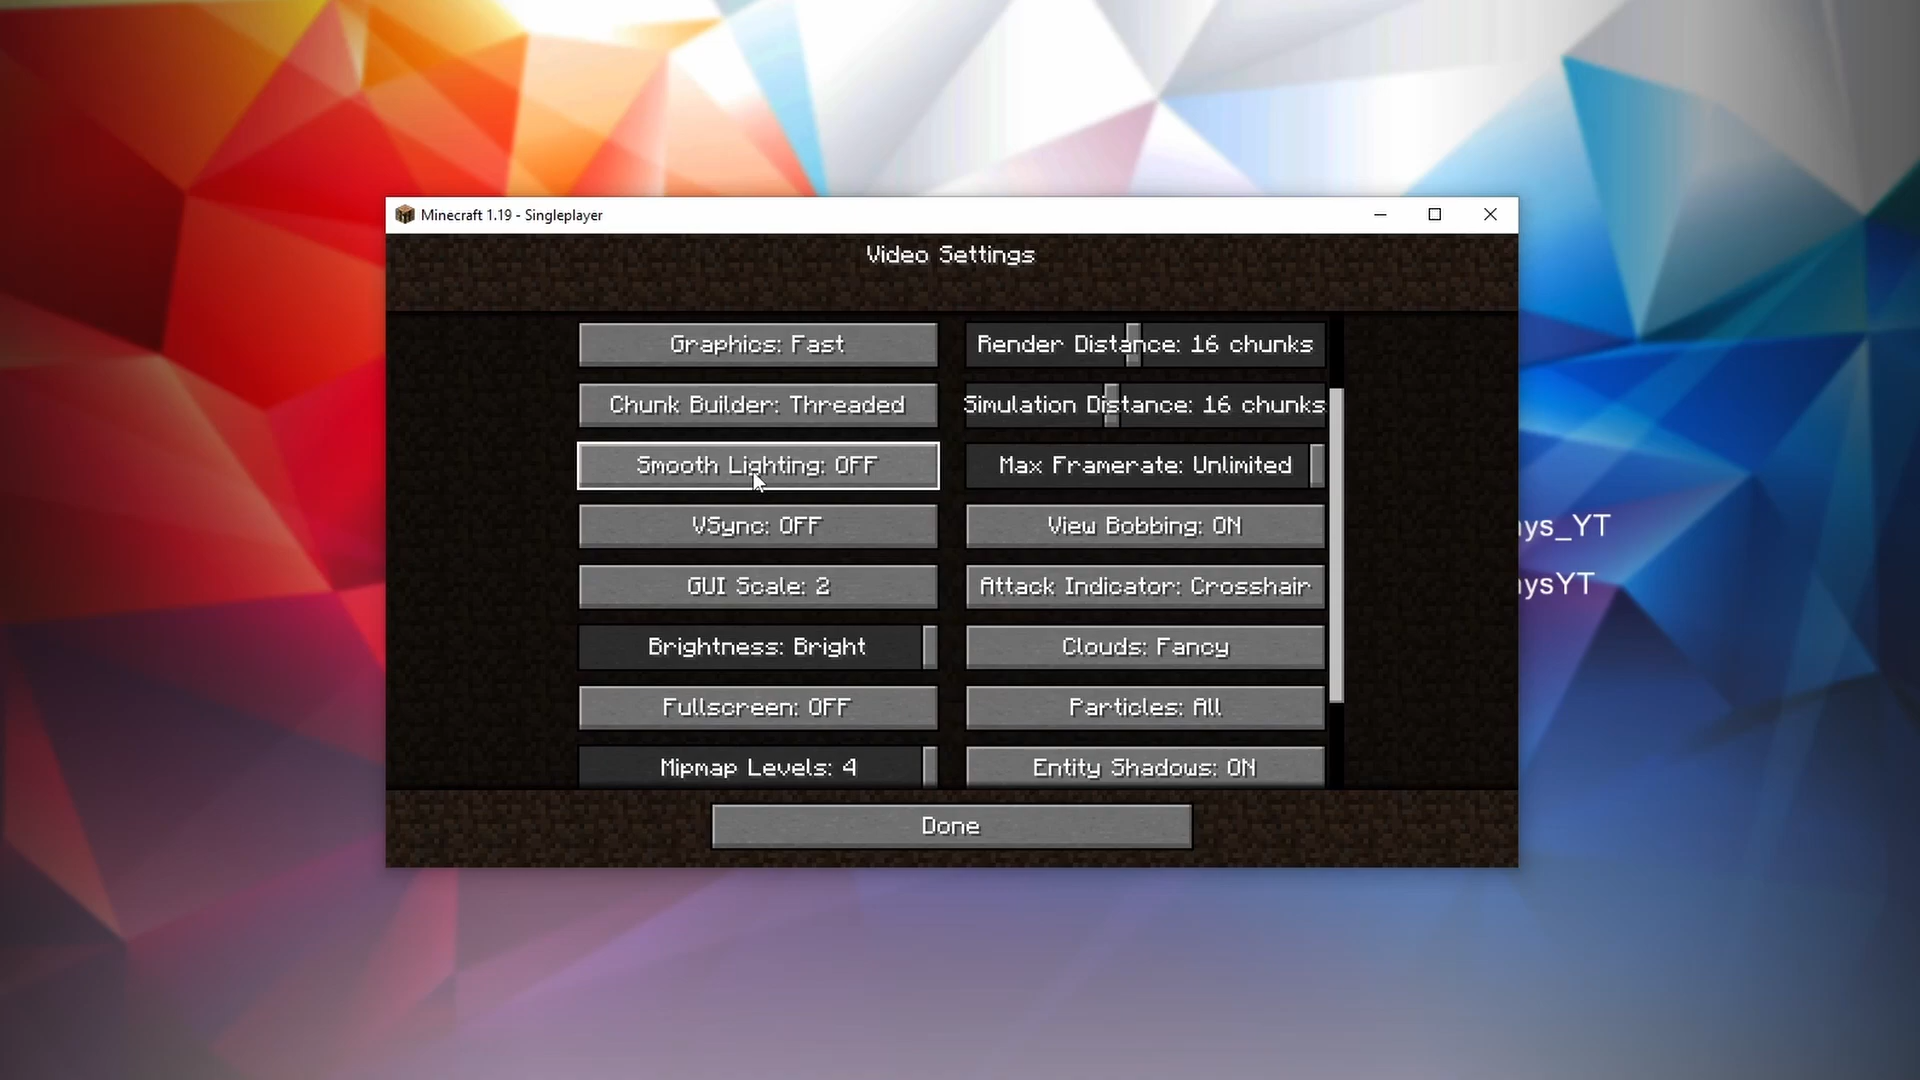 Minecraft 1.19 - Singleplayer
Video Settings
Graphics: Fast
Render Distance: 16 chunks
Chunk Builder: Threaded
Simulation Distance: 16 chunks
Smooth Lighting: OFF
Max Framerate: Unlimited
VSync: OFF
View Bobbing: ON
GUI Scale: 2
Attack Indicator: Crosshair
Brightness: Bright
Clouds: Fancy
Fullscreen: OFF
Particles: All
Mipmap Levels: 4
Entity Shadows: ON
Done
ys_YT
ysYT